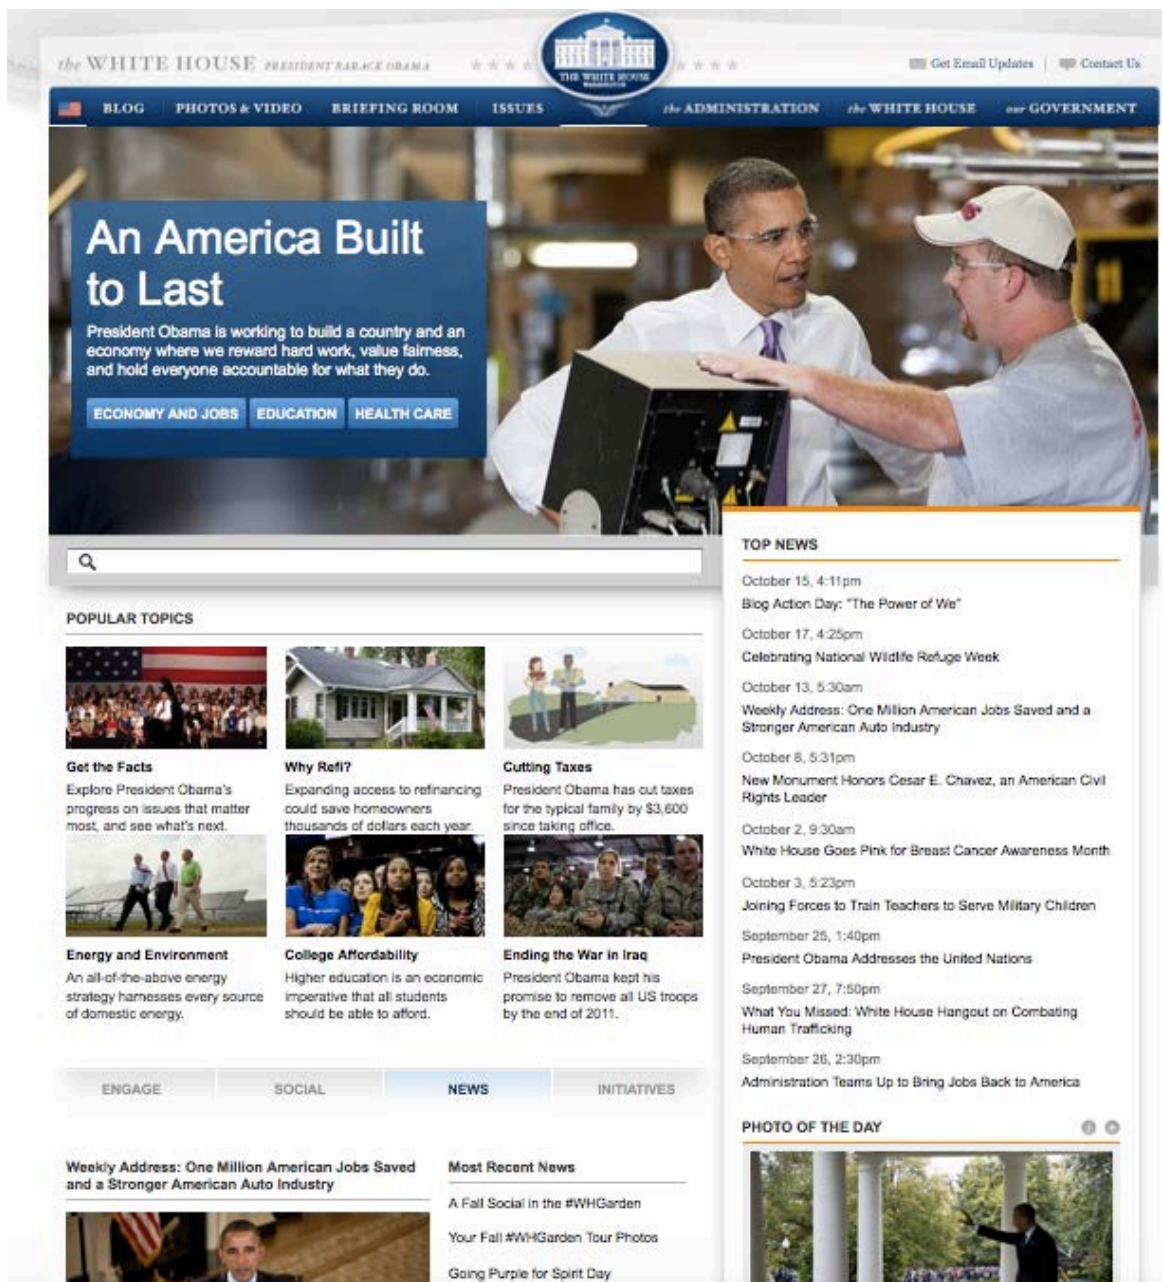 the WHITE HOUSE PRESIDENT BARACK OBAMA
THE WHITE HOUSE
WASHINGTON
Get Email Updates | Contact Us
BLOG PHOTOS & VIDEO BRIEFING ROOM ISSUES the ADMINISTRATION the WHITE HOUSE our GOVERNMENT
An America Built
to Last
President Obama is working to build a country and an
economy where we reward hard work, value fairness,
and hold everyone accountable for what they do.
ECONOMY AND JOBS EDUCATION HEALTH CARE
POPULAR TOPICS
Get the Facts
Explore President Obama's
progress on issues that matter
most, and see what's next.
Why Refi?
Expanding access to refinancing
could save homeowners
thousands of dollars each year.
Cutting Taxes
President Obama has cut taxes
for the typical family by $3,600
since taking office.
Energy and Environment
An all-of-the-above energy
strategy harnesses every source
of domestic energy.
College Affordability
Higher education is an economic
imperative that all students
should be able to afford.
Ending the War in Iraq
President Obama kept his
promise to remove all US troops
by the end of 2011.
ENGAGE SOCIAL NEWS INITIATIVES
Weekly Address: One Million American Jobs Saved
and a Stronger American Auto Industry
Most Recent News
A Fall Social in the #WHGarden
Your Fall #WHGarden Tour Photos
Going Purple for Spirit Day
TOP NEWS
October 15, 4:11pm
Blog Action Day: "The Power of We"
October 17, 4:25pm
Celebrating National Wildlife Refuge Week
October 13, 5:30am
Weekly Address: One Million American Jobs Saved and a
Stronger American Auto Industry
October 8, 5:31pm
New Monument Honors Cesar E. Chavez, an American Civil
Rights Leader
October 2, 9:30am
White House Goes Pink for Breast Cancer Awareness Month
October 3, 5:23pm
Joining Forces to Train Teachers to Serve Military Children
September 25, 1:40pm
President Obama Addresses the United Nations
September 27, 7:50pm
What You Missed: White House Hangout on Combating
Human Trafficking
September 26, 2:30pm
Administration Teams Up to Bring Jobs Back to America
PHOTO OF THE DAY